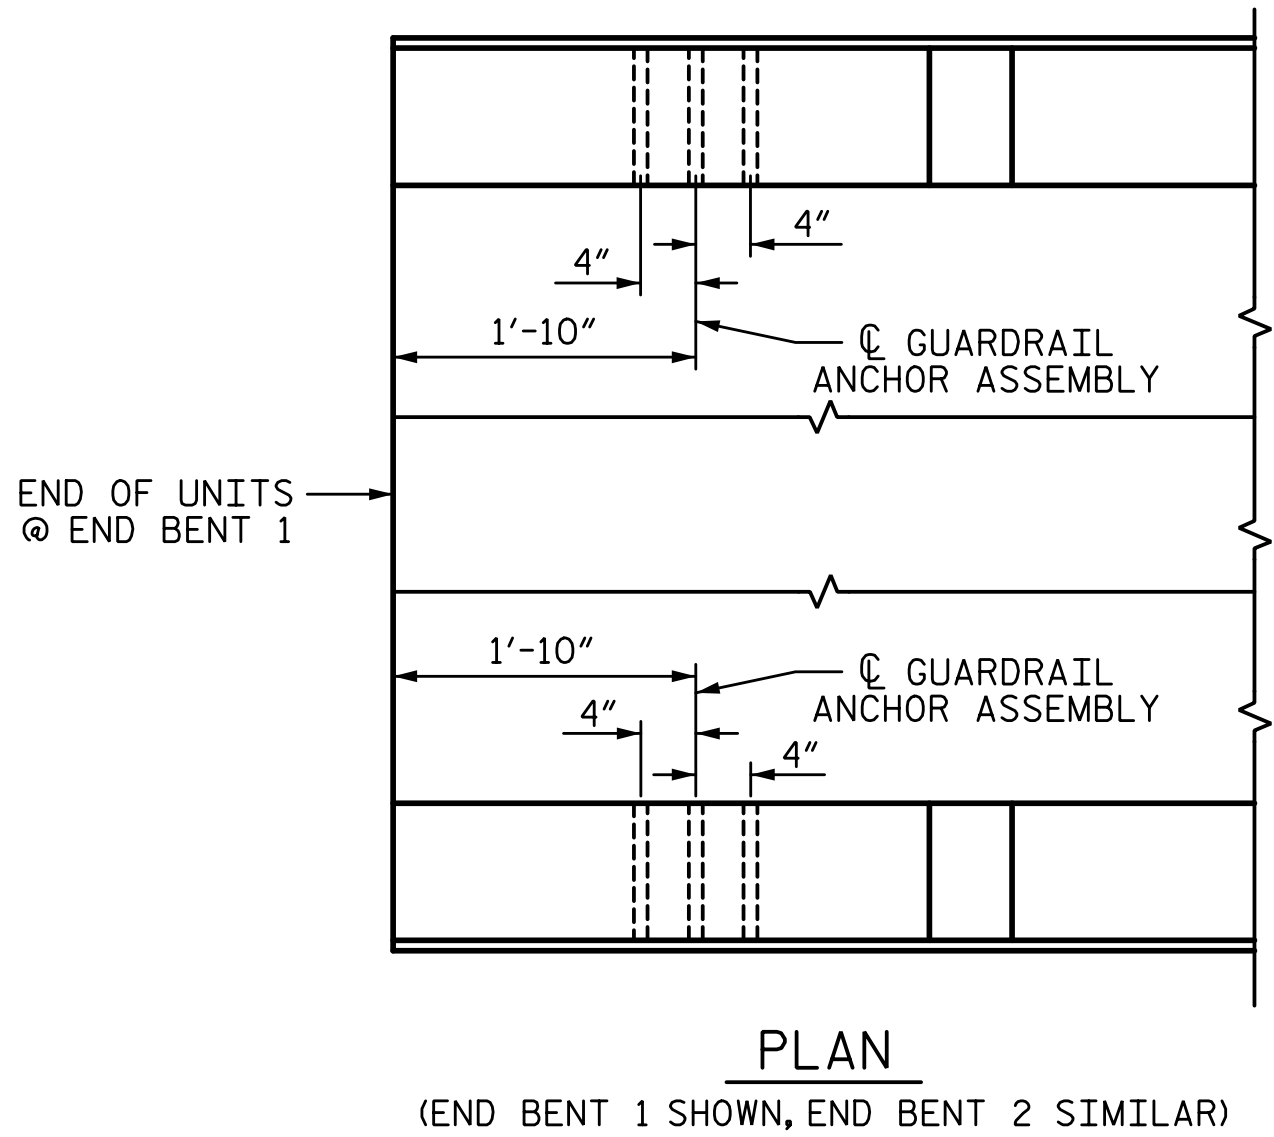 4"
4"
1'-10"
℄ GUARDRAIL
ANCHOR ASSEMBLY
END OF UNITS
@ END BENT 1
1'-10"
℄ GUARDRAIL
ANCHOR ASSEMBLY
4"
4"
PLAN
(END BENT 1 SHOWN, END BENT 2 SIMILAR)